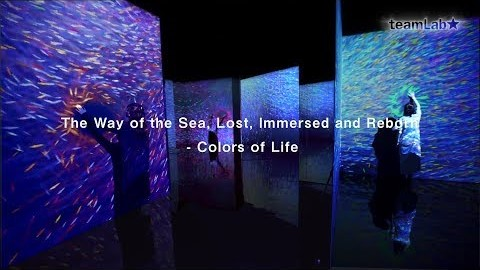 teamLab★
The Way of the Sea, Lost, Immersed and Reborn
- Colors of Life